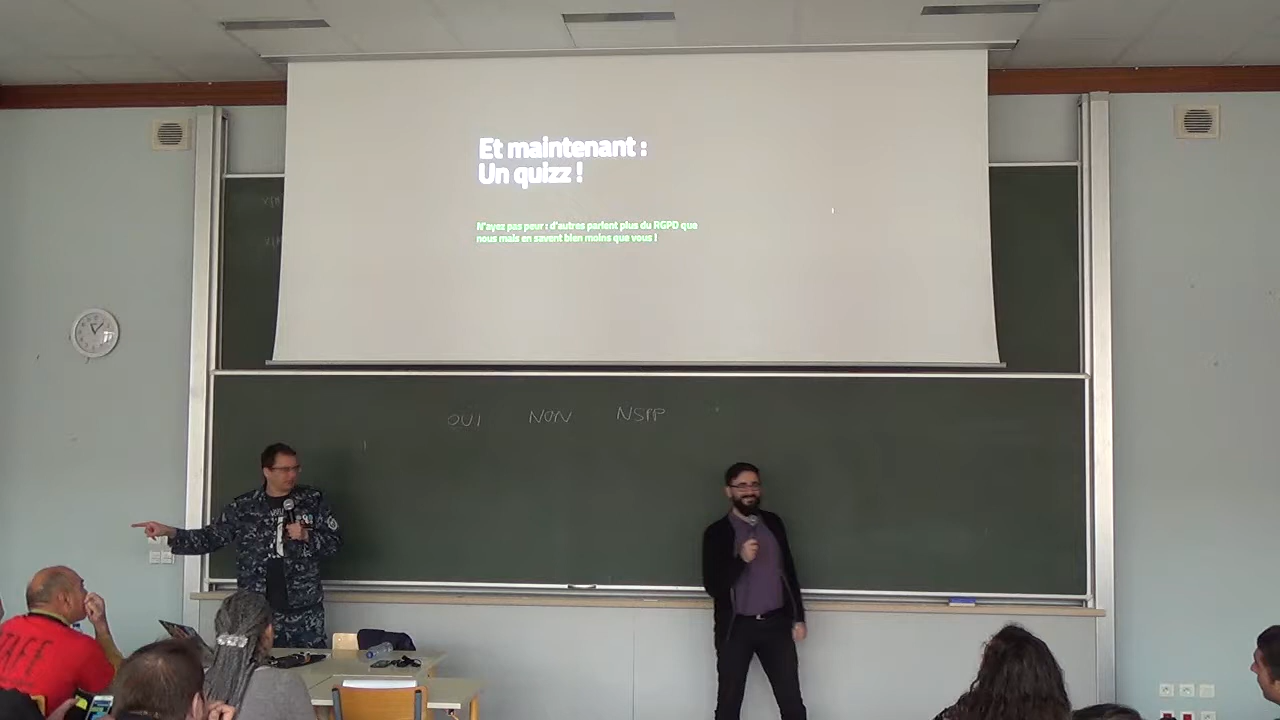 Et maintenant :
Un quizz !
N'ayez pas peur : d'autres parlent plus du RGPD que
nous mais en savent bien moins que vous !
OUI NON NSPP